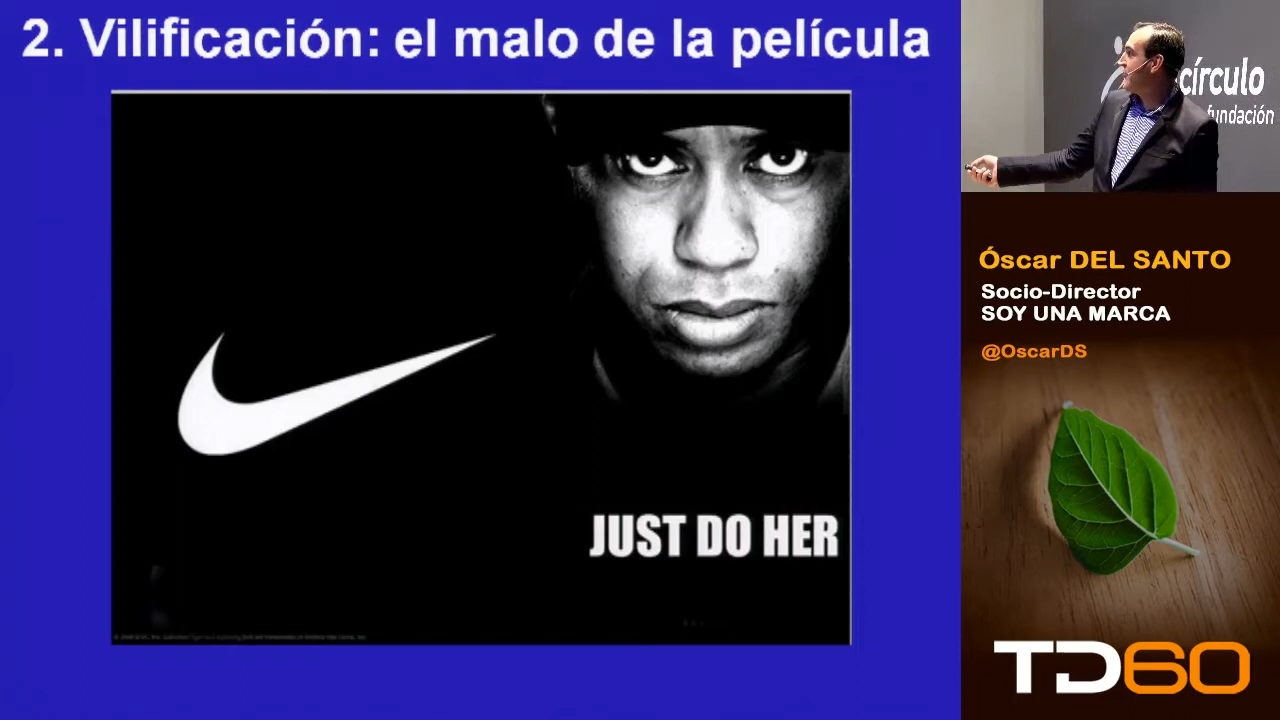 2. Vilificación: el malo de la película
JUST DO HER
círculo
fundación
Óscar DEL SANTO
Socio-Director
SOY UNA MARCA
@OscarDS
TD60